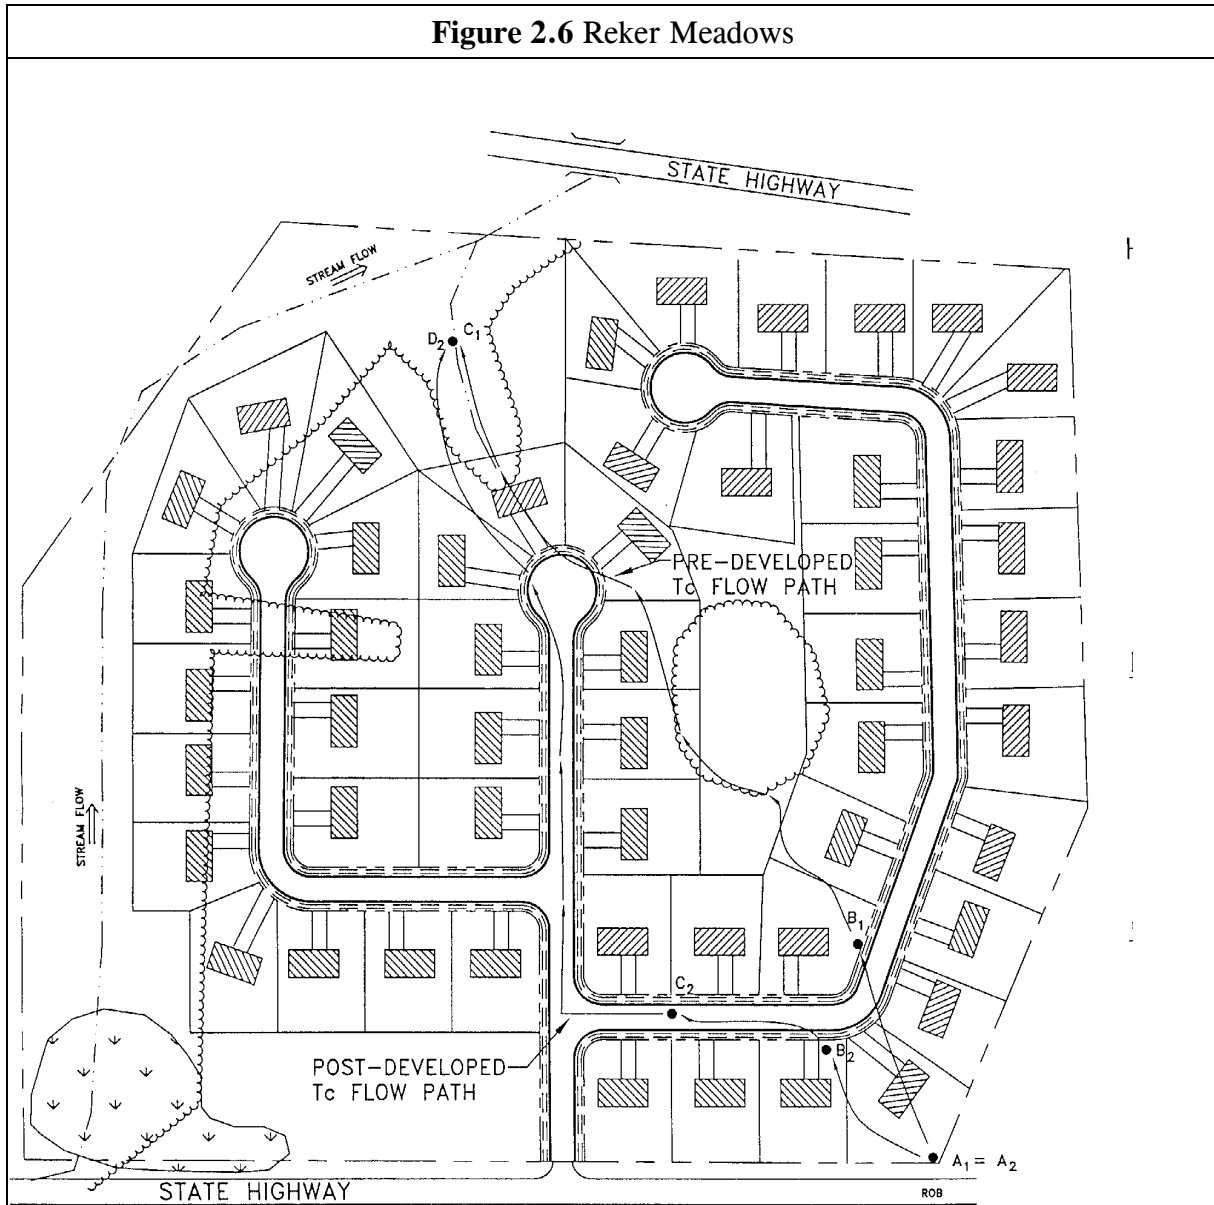 Figure 2.6 Reker Meadows
STATE HIGHWAY
STREAM FLOW
D2
C1
PRE-DEVELOPED
Tc FLOW PATH
STREAM FLOW
B1
C2
B2
POST-DEVELOPED
Tc FLOW PATH
A1 = A2
STATE HIGHWAY
ROB